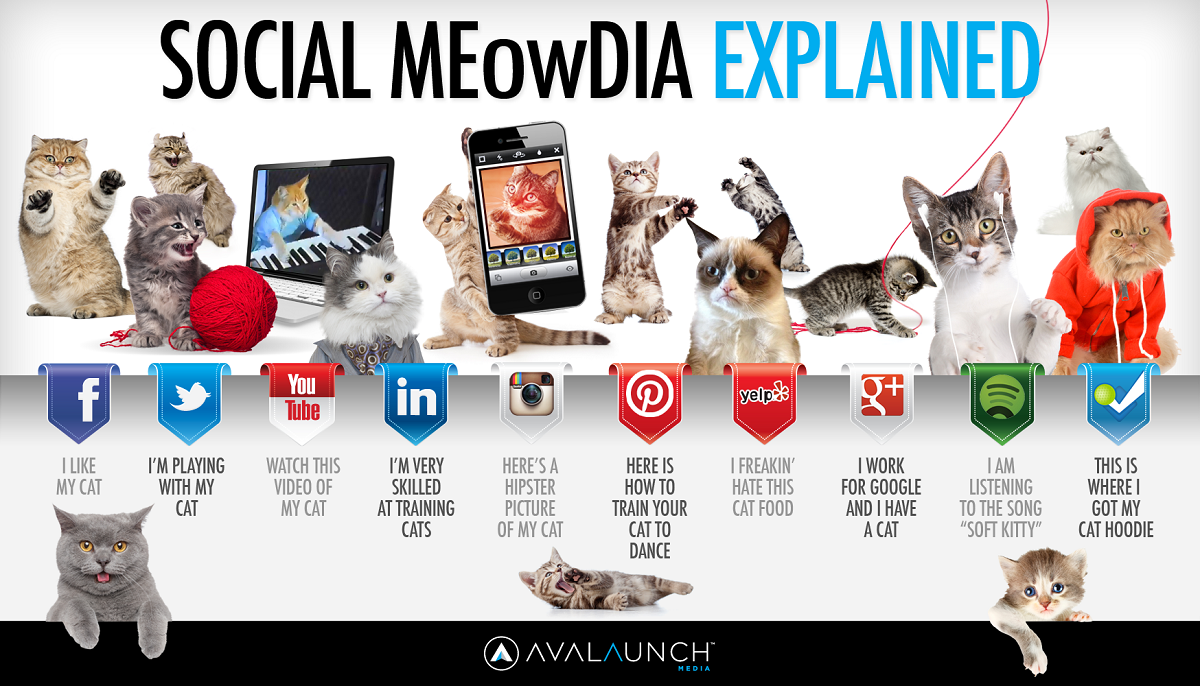 SOCIAL MEowDIA EXPLAINED
f
You
Tube
in
yelp
g+
I LIKE
MY CAT
I'M PLAYING
WITH MY
CAT
WATCH THIS
VIDEO OF
MY CAT
I'M VERY
SKILLED
AT TRAINING
CATS
HERE'S A
HIPSTER
PICTURE
OF MY CAT
HERE IS
HOW TO
TRAIN YOUR
CAT TO
DANCE
I FREAKIN'
HATE THIS
CAT FOOD
I WORK
FOR GOOGLE
AND I HAVE
A CAT
I AM
LISTENING
TO THE SONG
“SOFT KITTY”
THIS IS
WHERE I
GOT MY
CAT HOODIE
AVALAUNCH™
MEDIA